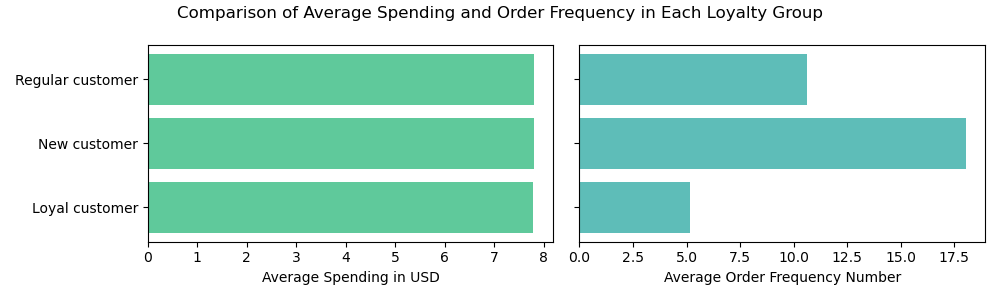 Comparison of Average Spending and Order Frequency in Each Loyalty Group
Regular customer
New customer
Loyal customer
0 1 2 3 4 5 6 7 8
Average Spending in USD
0.0 2.5 5.0 7.5 10.0 12.5 15.0 17.5
Average Order Frequency Number